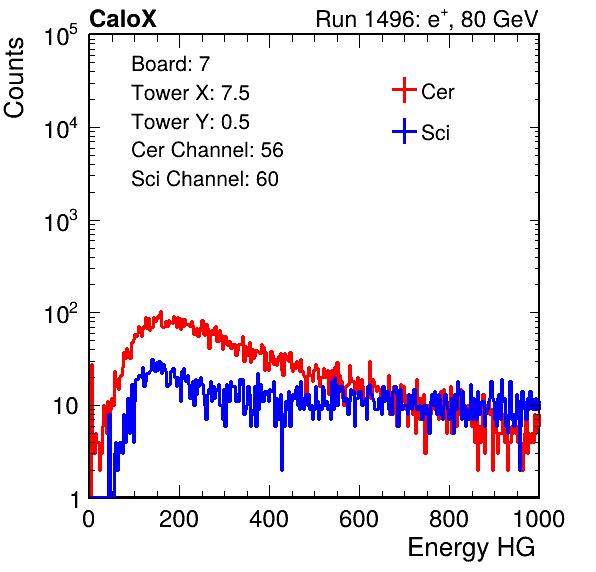 CaloX Run 1496: e⁺, 80 GeV
Board: 7
Tower X: 7.5
Tower Y: 0.5
Cer Channel: 56
Sci Channel: 60
Cer
Sci
Counts
10⁵
10⁴
10³
10²
10
1
0 200 400 600 800 1000
Energy HG